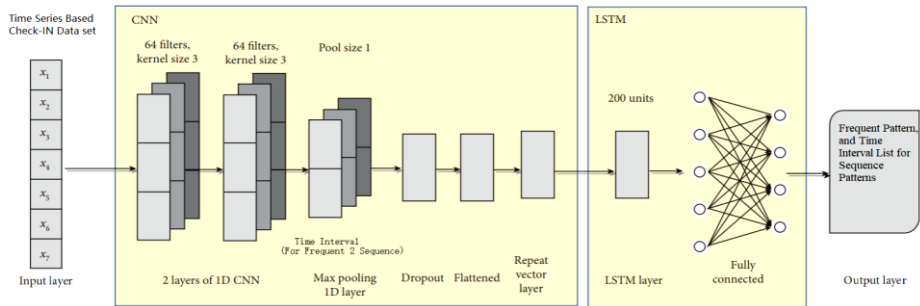 Time Series Based
Check-IN Data set
x1
x2
x3
x4
x5
x6
x7
Input layer
CNN
64 filters,
kernel size 3
64 filters,
kernel size 3
Pool size 1
Time Interval
(For Frequent 2 Sequence)
2 layers of 1D CNN
Max pooling
1D layer
Dropout
Flattened
Repeat
vector
layer
LSTM
200 units
LSTM layer
Fully
connected
Frequent Pattern,
and Time
Interval List for
Sequence
Patterns
Output layer